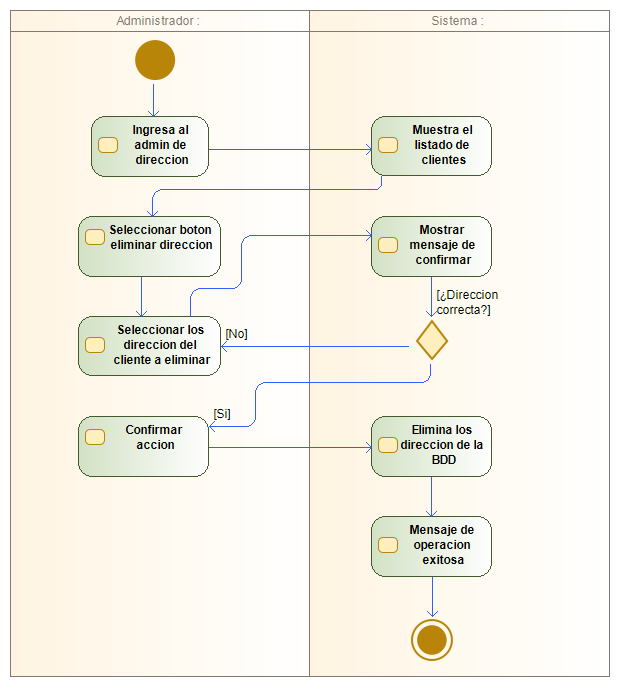 Administrador :
Sistema :
Ingresa al
admin de
direccion
Muestra el
listado de
clientes
Seleccionar boton
eliminar direccion
Mostrar
mensaje de
confirmar
[¿Direccion
correcta?]
Seleccionar los
direccion del
cliente a eliminar
[No]
[Si]
Confirmar
accion
Elimina los
direccion de la
BDD
Mensaje de
operacion
exitosa